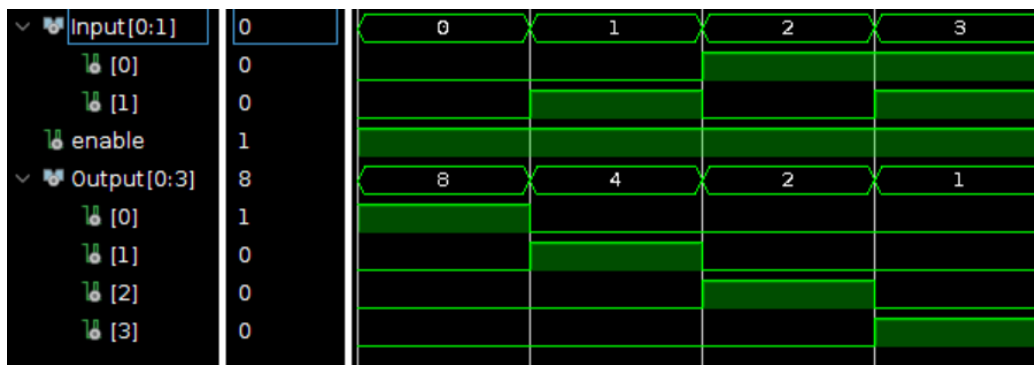 Input[0:1] 0 0 1 2 3
[0] 0
[1] 0
enable 1
Output[0:3] 8 8 4 2 1
[0] 1
[1] 0
[2] 0
[3] 0